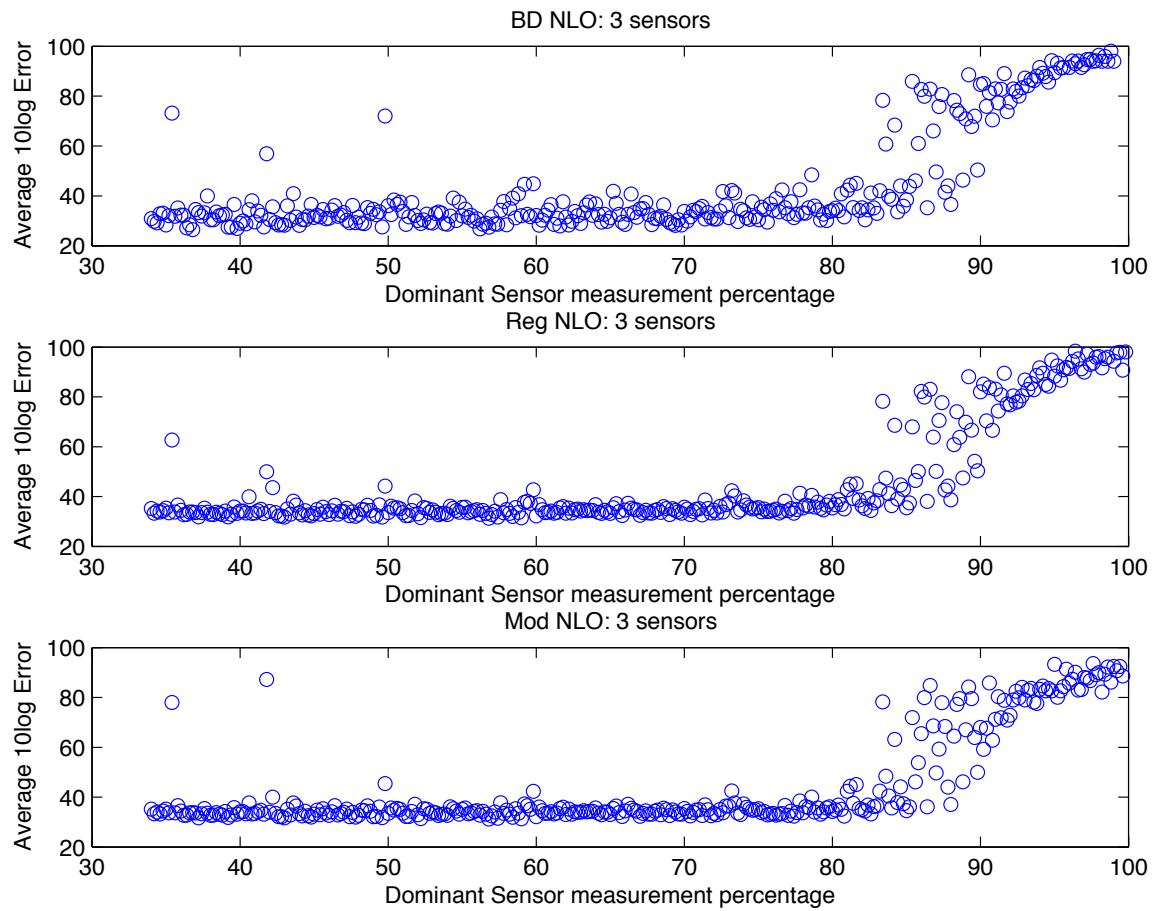 BD NLO: 3 sensors
100
80
60
40
20
Average 10log Error
30 40 50 60 70 80 90 100
Dominant Sensor measurement percentage
Reg NLO: 3 sensors
100
80
60
40
20
Average 10log Error
30 40 50 60 70 80 90 100
Dominant Sensor measurement percentage
Mod NLO: 3 sensors
100
80
60
40
20
Average 10log Error
30 40 50 60 70 80 90 100
Dominant Sensor measurement percentage